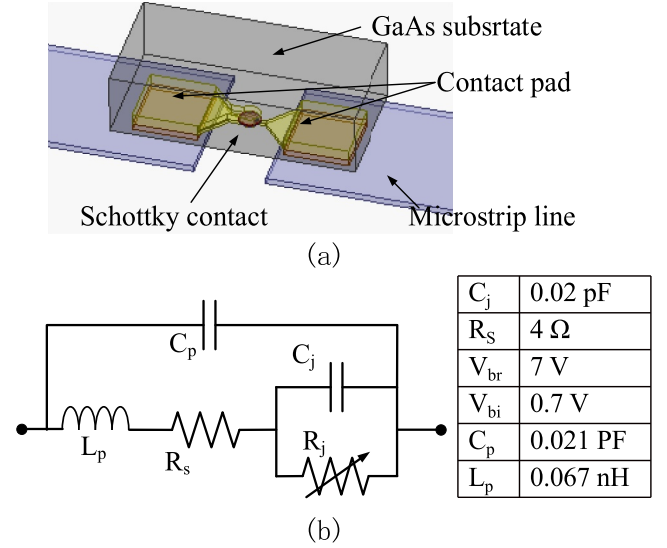 GaAs subsrtate
Contact pad
Schottky contact
Microstrip line
(a)
C_p
C_j
L_p
R_s
R_j
C_j 0.02 pF
R_S 4 Ω
V_br 7 V
V_bi 0.7 V
C_p 0.021 PF
L_p 0.067 nH
(b)